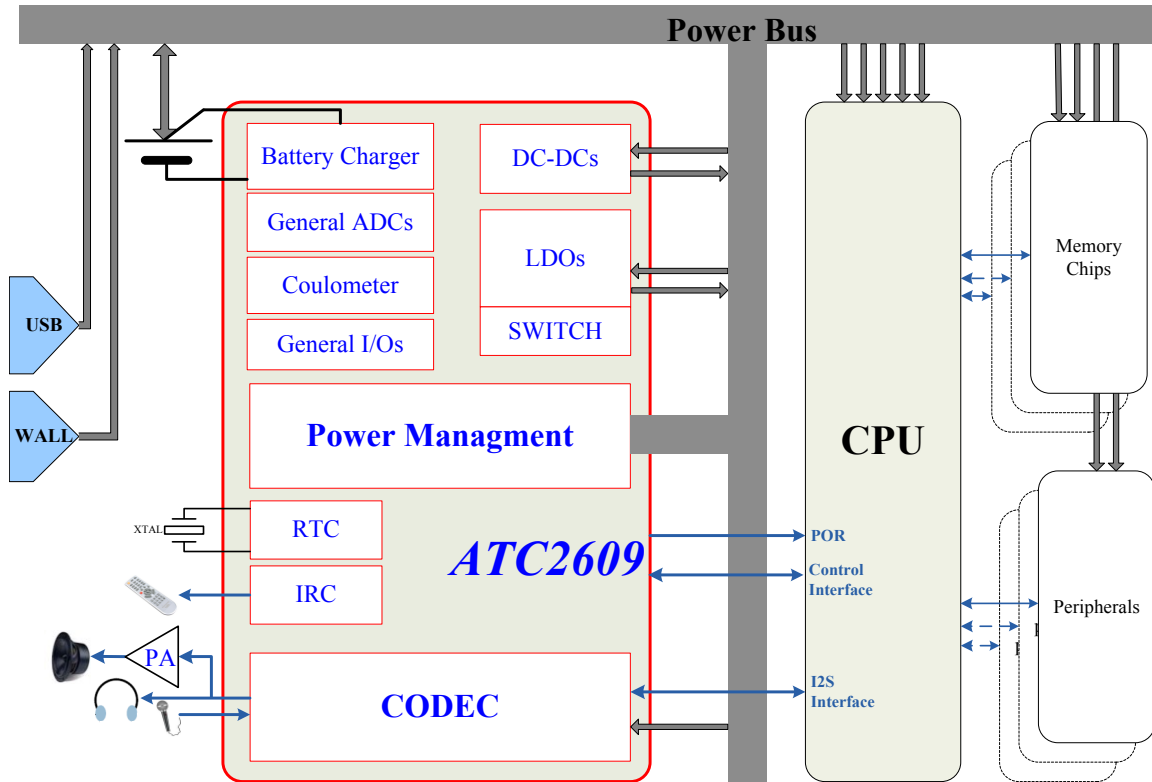 Power Bus
Battery Charger
DC-DCs
General ADCs
LDOs
Coulometer
General I/Os
SWITCH
USB
WALL
Power Managment
CPU
Memory
Chips
XTAL
RTC
ATC2609
IRC
POR
Control
Interface
Peripherals
PA
CODEC
I2S
Interface